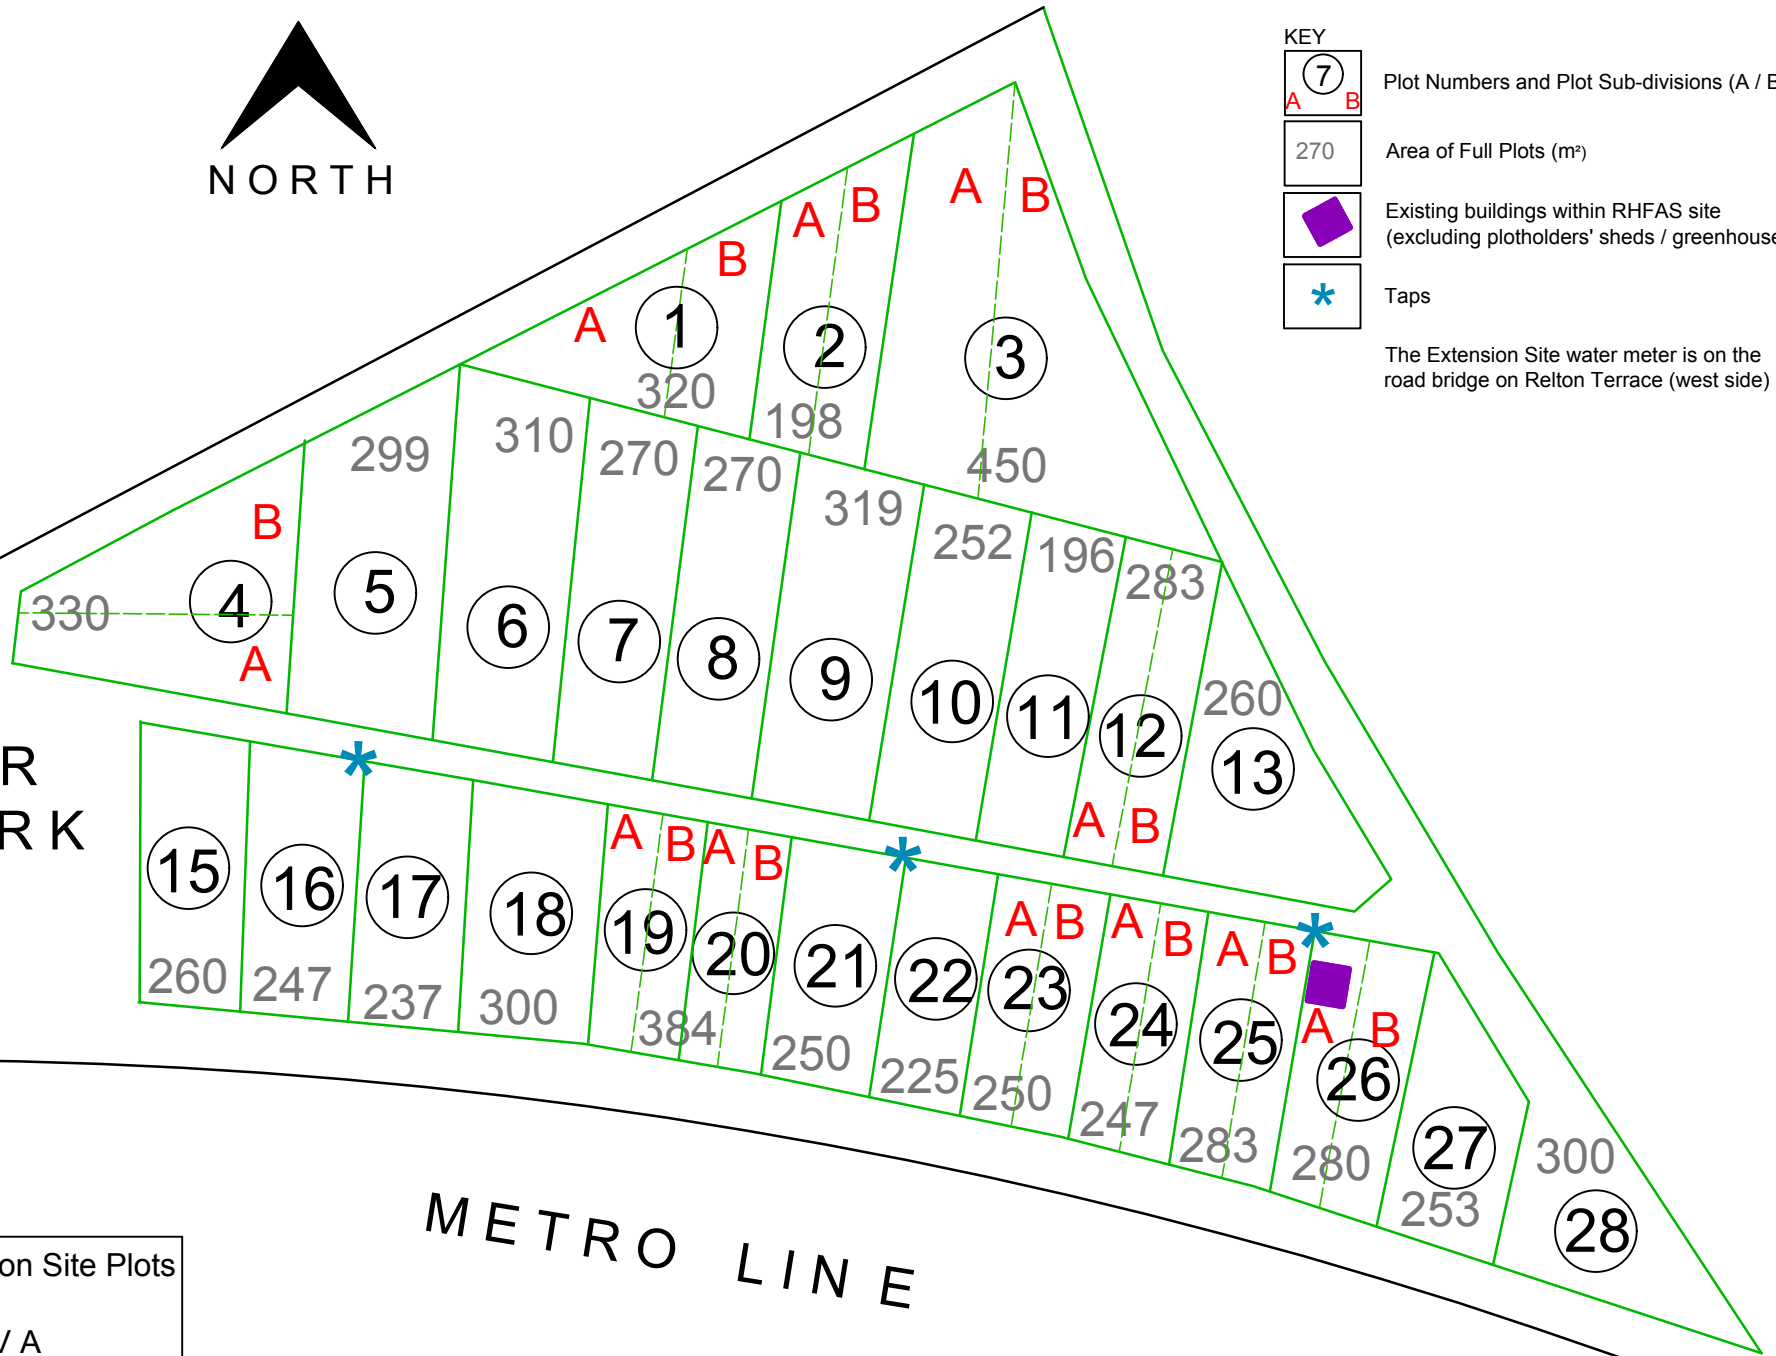 NORTH
KEY
7
A B
Plot Numbers and Plot Sub-divisions (A / B
270
Area of Full Plots (m²)
Existing buildings within RHFAS site
(excluding plotholders' sheds / greenhouse
Taps
The Extension Site water meter is on the
road bridge on Relton Terrace (west side)
A B
1
320
A B
2
198
A B
3
450
B
330
4
A
299
5
310
6
270
7
270
8
319
9
252
10
196
11
283
12
A B
260
13
R
RK
15
260
16
247
17
237
18
300
A B
19
A B
20
384
21
250
22
225
A B
23
250
A B
24
247
A B
25
283
A B
26
280
27
253
300
28
METRO LINE
on Site Plots
/ A